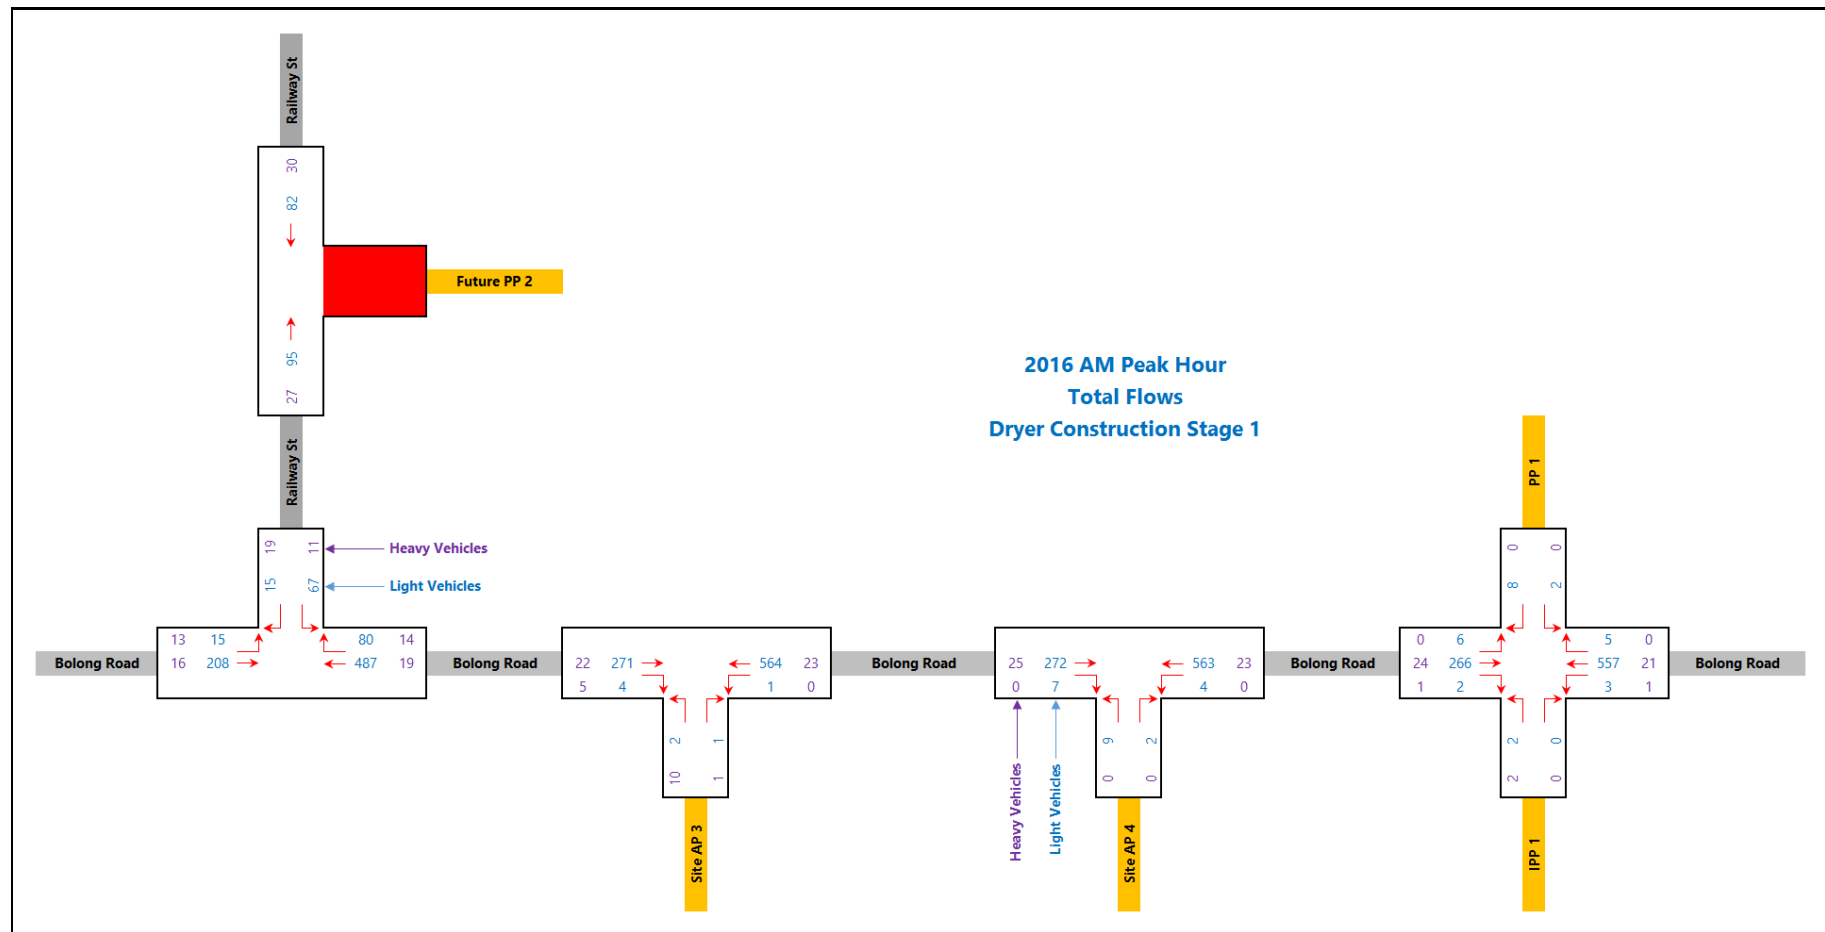 Railway St
30
82
Future PP 2
95
27
2016 AM Peak Hour
Total Flows
Dryer Construction Stage 1
Railway St
PP 1
19 11 Heavy Vehicles
15 67 Light Vehicles
0 0
8 2
13 15 80 14
Bolong Road 16 208 487 19 Bolong Road 22 271 564 23 Bolong Road 25 272 563 23 Bolong Road
5 4 1 0 0 7 4 0
0 6 5 0
24 266 557 21 Bolong Road
1 2 3 1
2 1
10 1
9 2
0 0
2 0
2 0
Heavy Vehicles
Light Vehicles
Site AP 3
Site AP 4
IPP 1